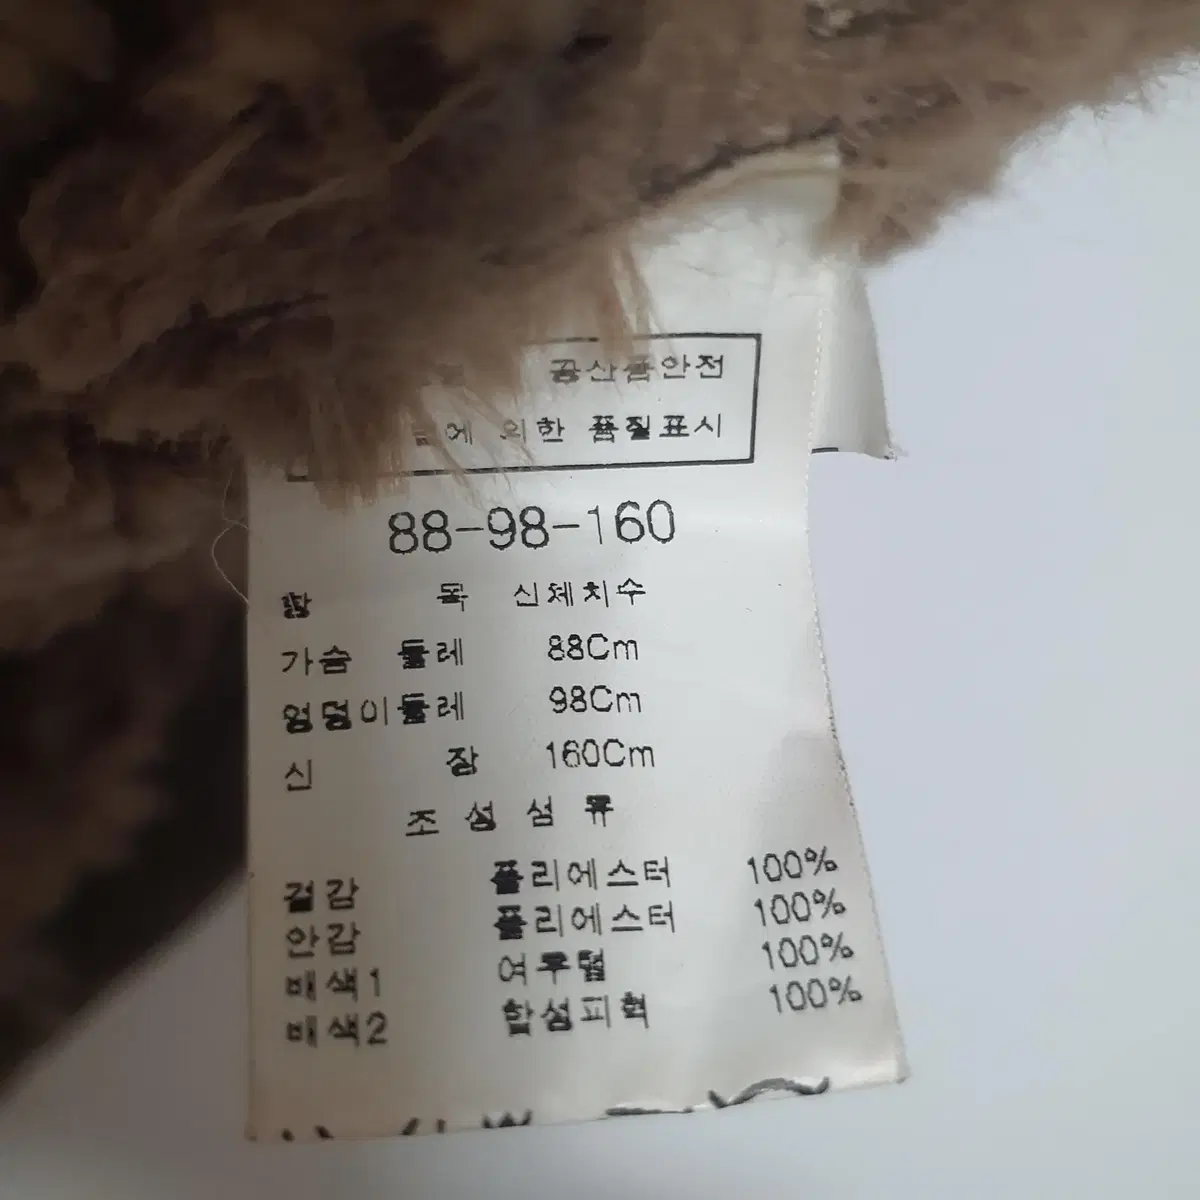 공산품안전
에 의한 품질표시
88-98-160
항 목 신체치수
가슴 둘레 88Cm
엉덩이둘레 98Cm
신 장 160Cm
조 성 섬 유
겉감 폴리에스터 100%
안감 폴리에스터 100%
배색1 여우털 100%
배색2 합성피혁 100%